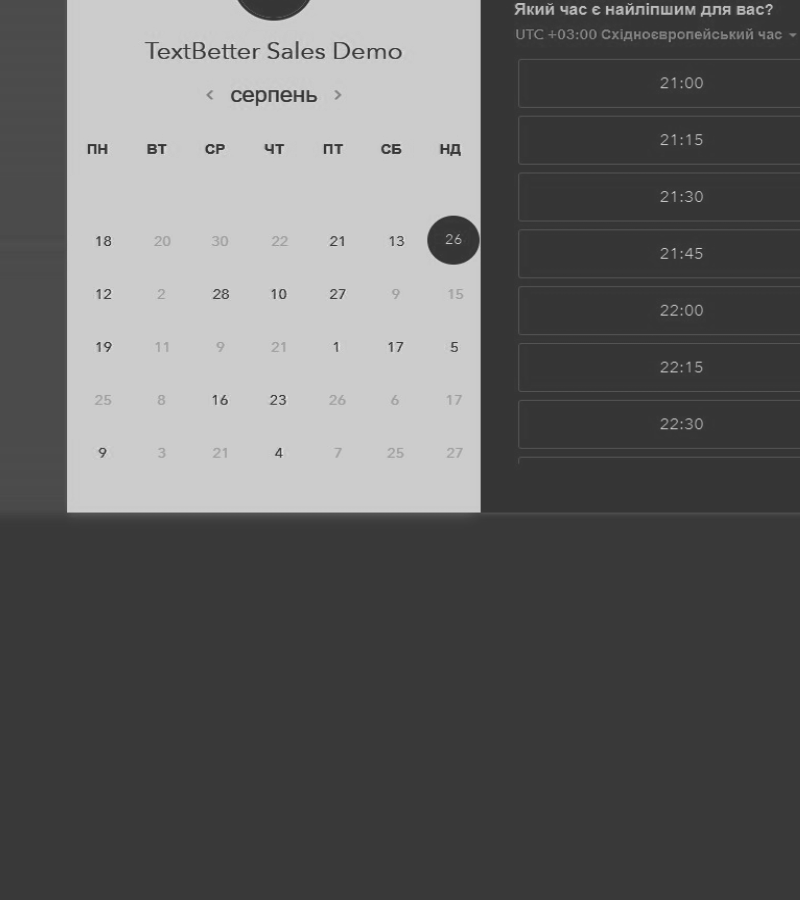 TextBetter Sales Demo
серпень
ПН ВТ СР ЧТ ПТ СБ НД
18 20 30 22 21 13 26
12 2 28 10 27 9 15
19 11 9 21 1 17 5
25 8 16 23 26 6 17
9 3 21 4 7 25 27
Який час є найліпшим для вас?
UTC +03:00 Східноєвропейський час
21:00
21:15
21:30
21:45
22:00
22:15
22:30